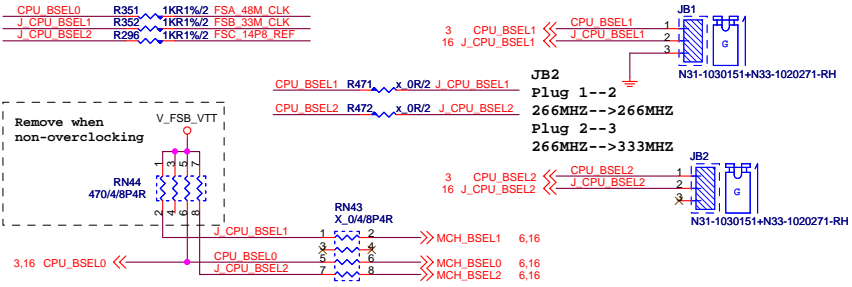 CPU_BSEL0 R351 1KR1%/2 FSA_48M_CLK
J_CPU_BSEL1 R352 1KR1%/2 FSB_33M_CLK
J_CPU_BSEL2 R296 1KR1%/2 FSC_14P8_REF
JB1
3 CPU_BSEL1 CPU_BSEL1 1
16 J_CPU_BSEL1 J_CPU_BSEL1 2
3
G
N31-1030151+N33-1020271-RH
CPU_BSEL1 R471 x_0R/2 J_CPU_BSEL1
CPU_BSEL2 R472 x_0R/2 J_CPU_BSEL2
JB2
Plug 1--2
266MHZ-->266MHZ
Plug 2--3
266MHZ-->333MHZ
Remove when
non-overclocking
V_FSB_VTT
1 3 5 7
RN44
470/4/8P4R
2 4 6 8
JB2
3 CPU_BSEL2 CPU_BSEL2 1
16 J_CPU_BSEL2 J_CPU_BSEL2 2
3
G
N31-1030151+N33-1020271-RH
RN43
X_0/4/8P4R
J_CPU_BSEL1 1 2 MCH_BSEL1 6,16
3 4
3,16 CPU_BSEL0 CPU_BSEL0 5 6 MCH_BSEL0 6,16
J_CPU_BSEL2 7 8 MCH_BSEL2 6,16